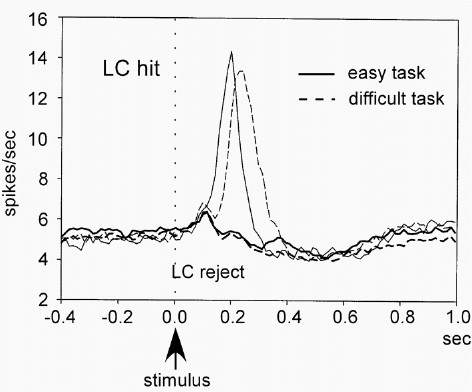 16
14
12
10
8
6
4
2
spikes/sec
LC hit
easy task
difficult task
LC reject
-0.4 -0.2 0.0 0.2 0.4 0.6 0.8 1.0
sec
stimulus